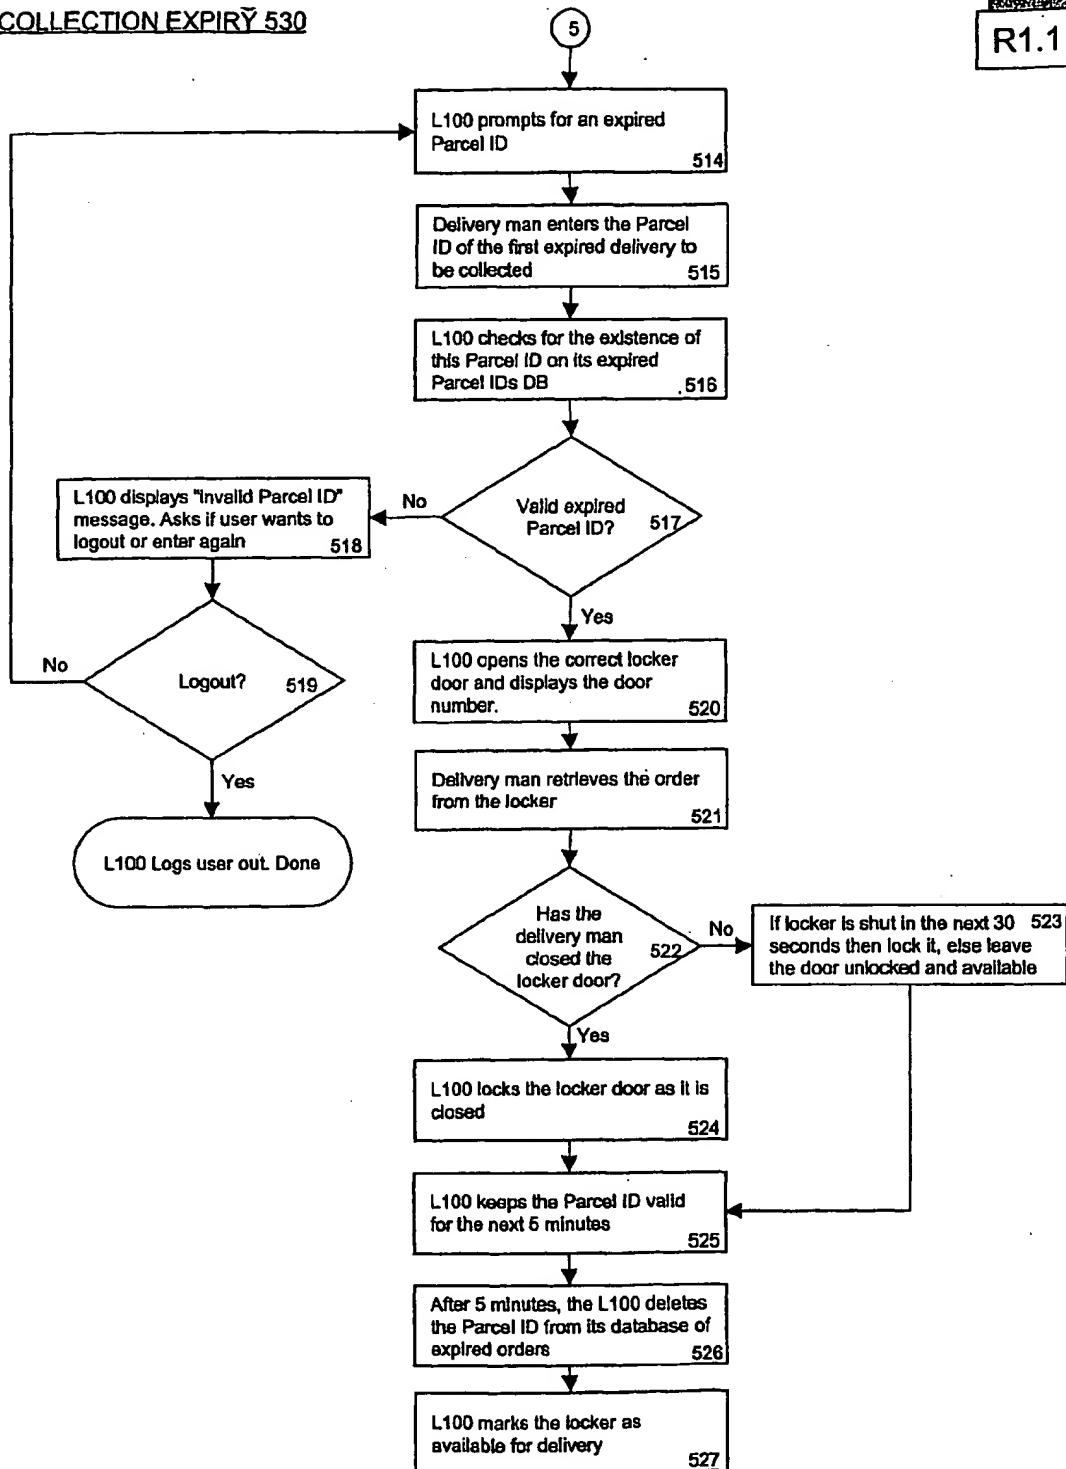 COLLECTION EXPIRY 530
5
R1.1
L100 prompts for an expired
Parcel ID
514
Delivery man enters the Parcel
ID of the first expired delivery to
be collected
515
L100 checks for the existence of
this Parcel ID on its expired
Parcel IDs DB
516
Valid expired
Parcel ID?
517
No
Yes
L100 displays "Invalid Parcel ID"
message. Asks if user wants to
logout or enter again
518
Logout?
519
No
Yes
L100 Logs user out. Done
L100 opens the correct locker
door and displays the door
number.
520
Delivery man retrieves the order
from the locker
521
Has the
delivery man
closed the
locker door?
522
No
Yes
If locker is shut in the next 30
seconds then lock it, else leave
the door unlocked and available
523
L100 locks the locker door as it is
closed
524
L100 keeps the Parcel ID valid
for the next 5 minutes
525
After 5 minutes, the L100 deletes
the Parcel ID from its database of
expired orders
526
L100 marks the locker as
available for delivery
527